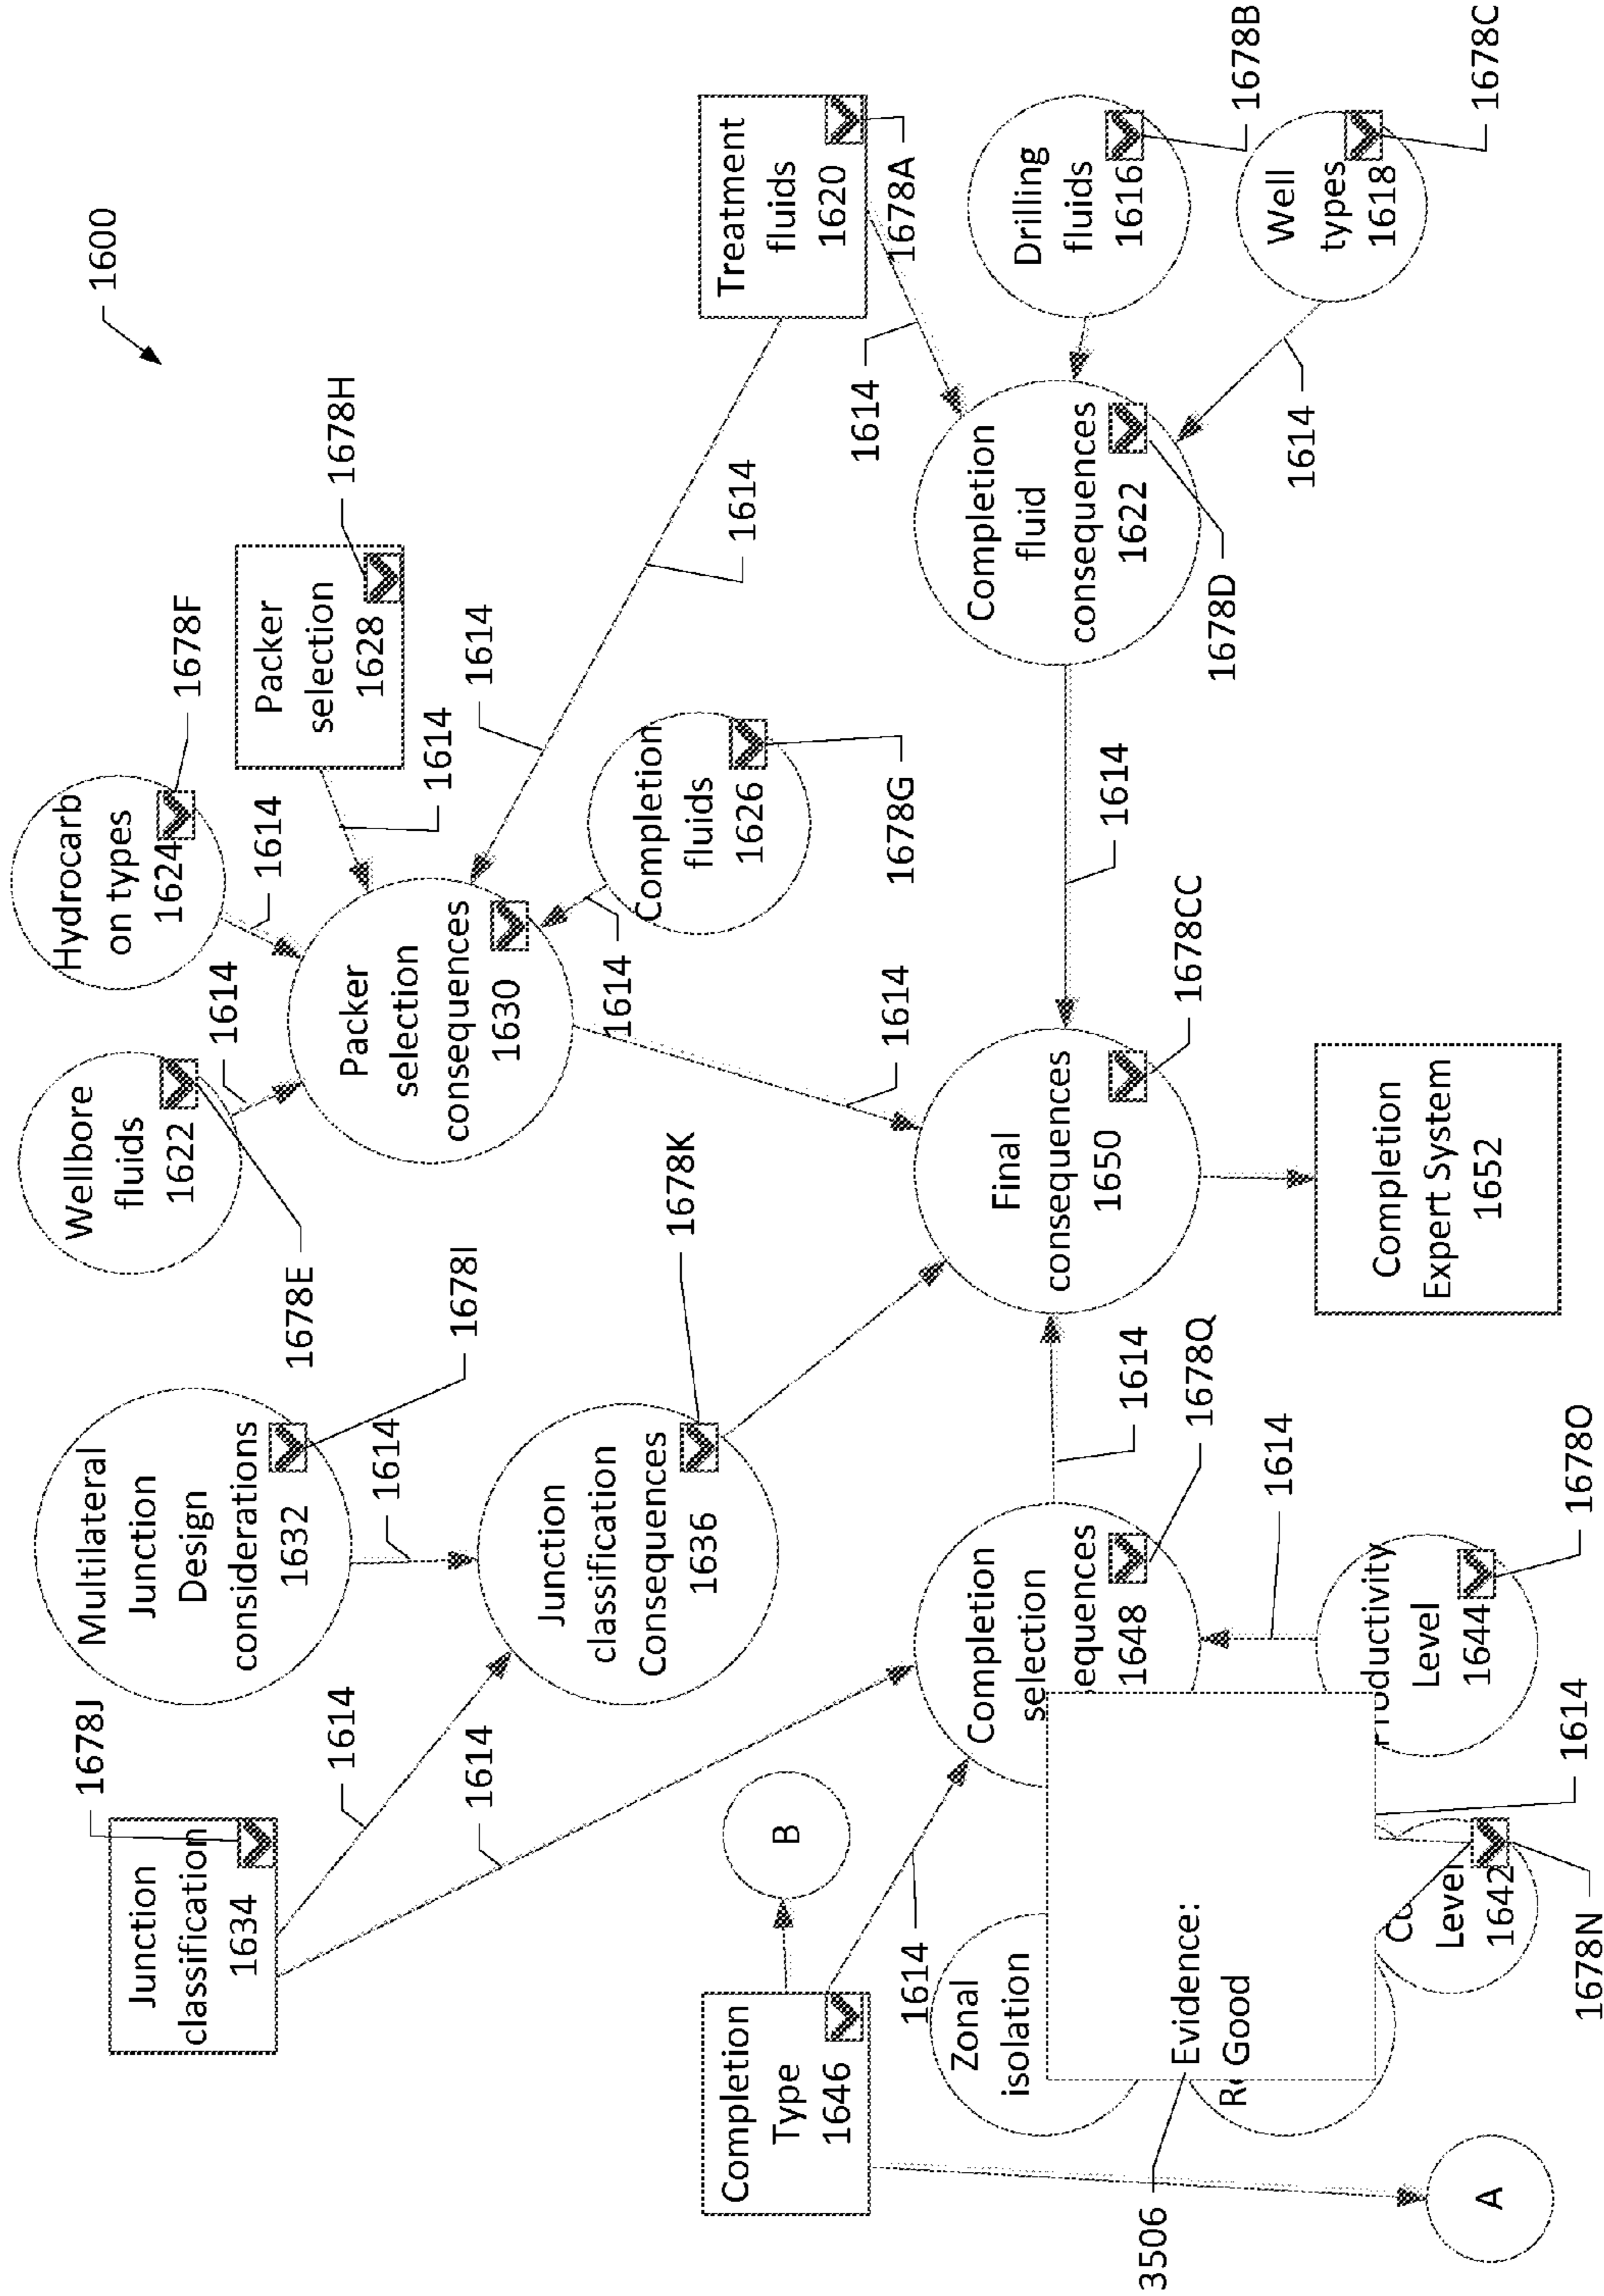 1600
1678J
Junction
classification
1634
1614
1614
Multilateral
Junction
Design
considerations
1632
1678I
1614
Junction
classification
Consequences
1636
1678K
Wellbore
fluids
1622
1678E
1614
Hydrocarb
on types
1624
1678F
1614
Packer
selection
1628
1678H
1614
Packer
selection
consequences
1630
1614
1614
Completion
fluids
1626
1678G
1614
1614
Treatment
fluids
1620
1678A
1614
Drilling
fluids
1616
1678B
Well
types
1618
1678C
1614
Completion
fluid
consequences
1622
1678D
1614
Final
consequences
1650
1678CC
Completion
Expert System
1652
Completion
Type
1646
B
1614
A
Zonal
isolation
3506
Evidence:
Good
Completion
selection
equences
1648
1678Q
1614
1614
oductivity
Level
1644
1678O
1614
Level
1642
1678N